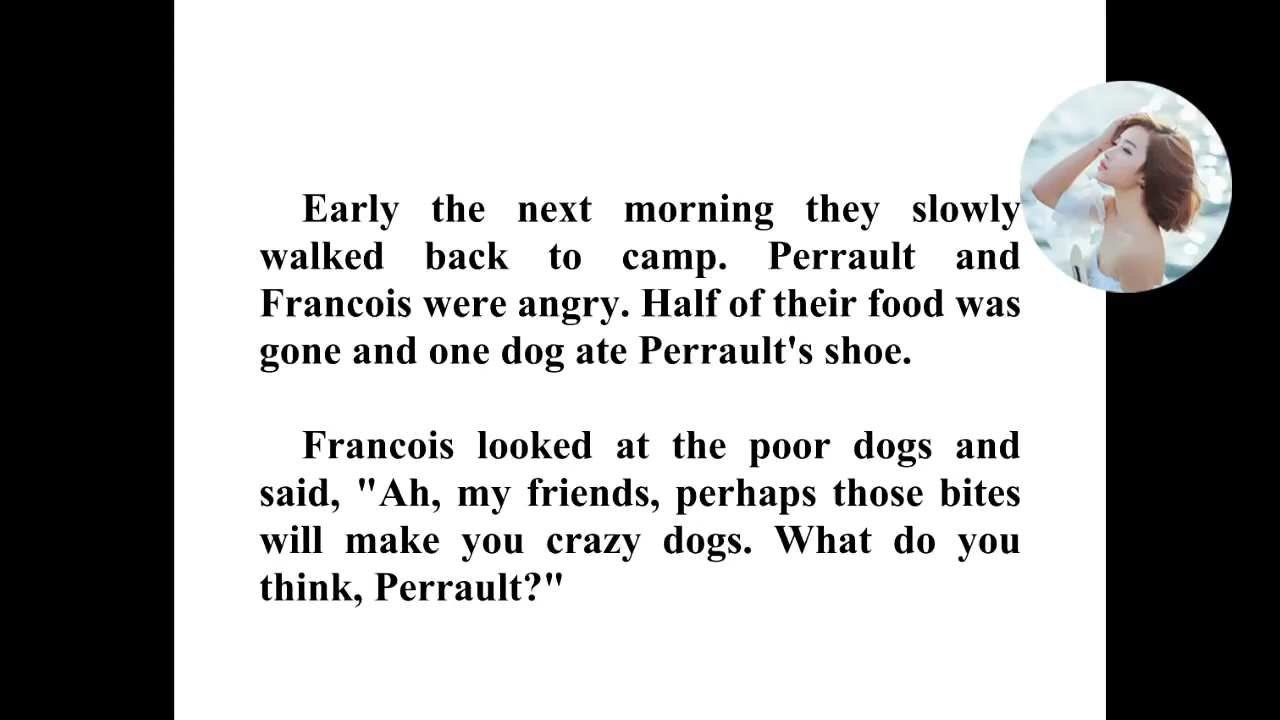 Early the next morning they slowly
walked back to camp. Perrault and
Francois were angry. Half of their food was
gone and one dog ate Perrault's shoe.
Francois looked at the poor dogs and
said, "Ah, my friends, perhaps those bites
will make you crazy dogs. What do you
think, Perrault?"